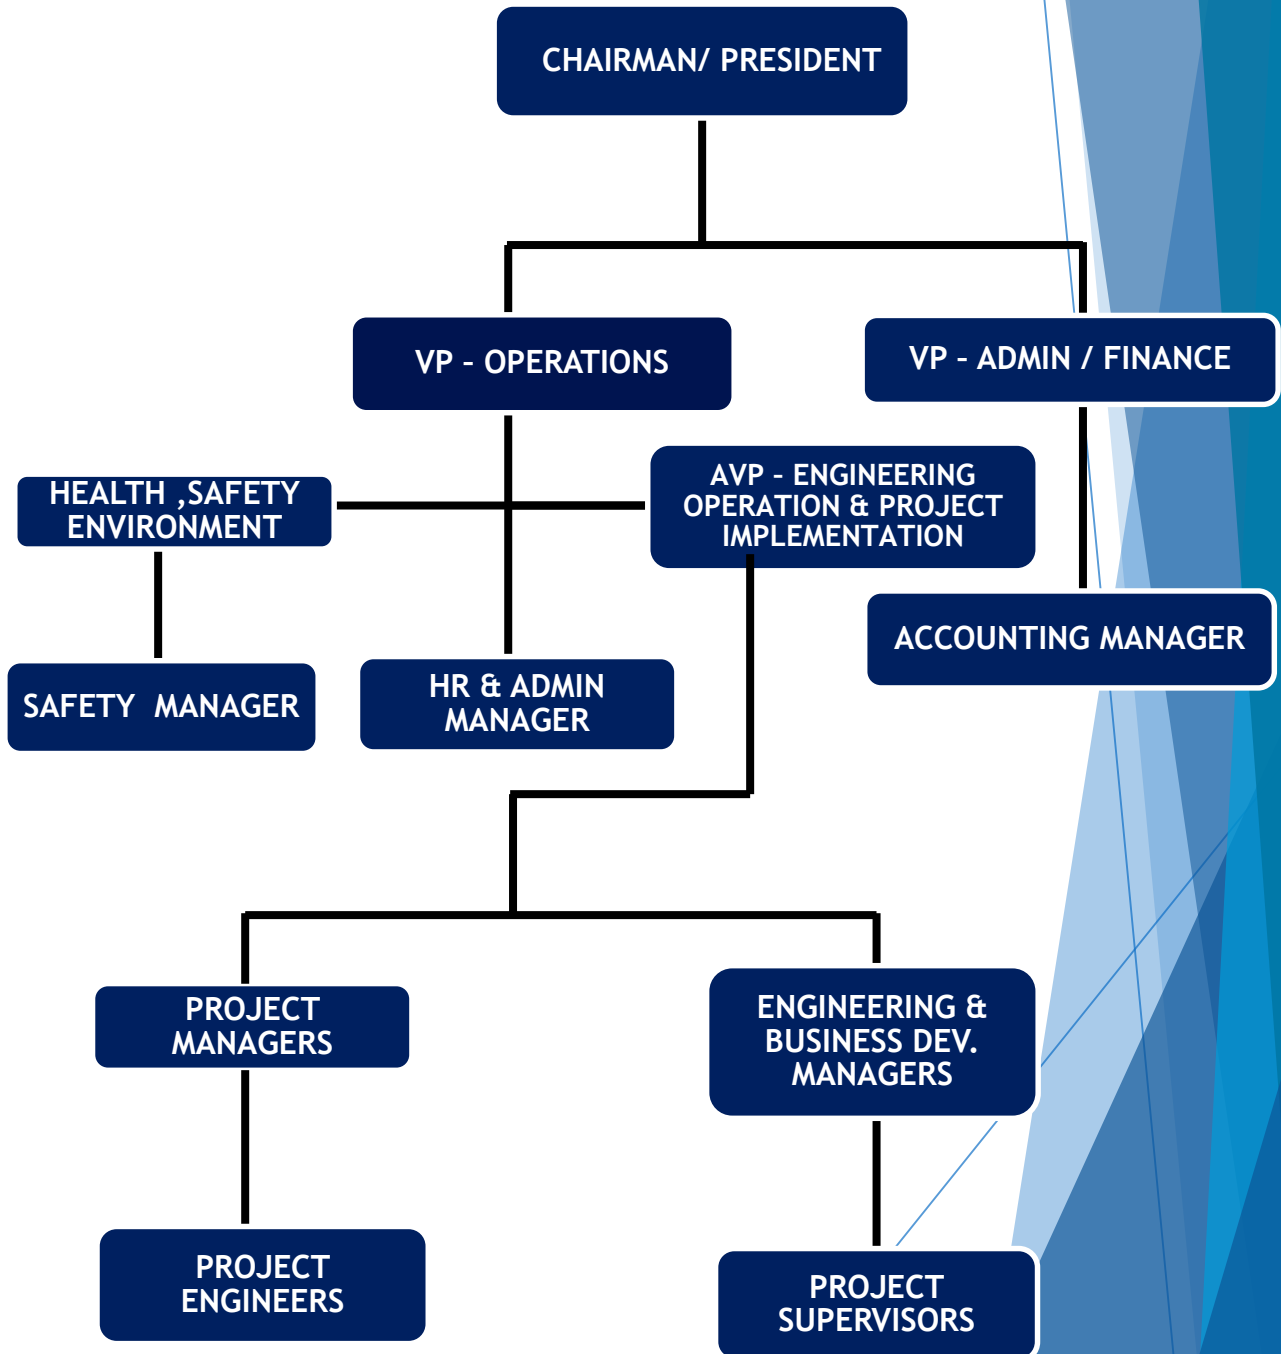 CHAIRMAN/ PRESIDENT
VP - OPERATIONS
VP - ADMIN / FINANCE
HEALTH ,SAFETY
ENVIRONMENT
AVP - ENGINEERING
OPERATION & PROJECT
IMPLEMENTATION
ACCOUNTING MANAGER
SAFETY MANAGER
HR & ADMIN
MANAGER
PROJECT
MANAGERS
ENGINEERING &
BUSINESS DEV.
MANAGERS
PROJECT
ENGINEERS
PROJECT
SUPERVISORS